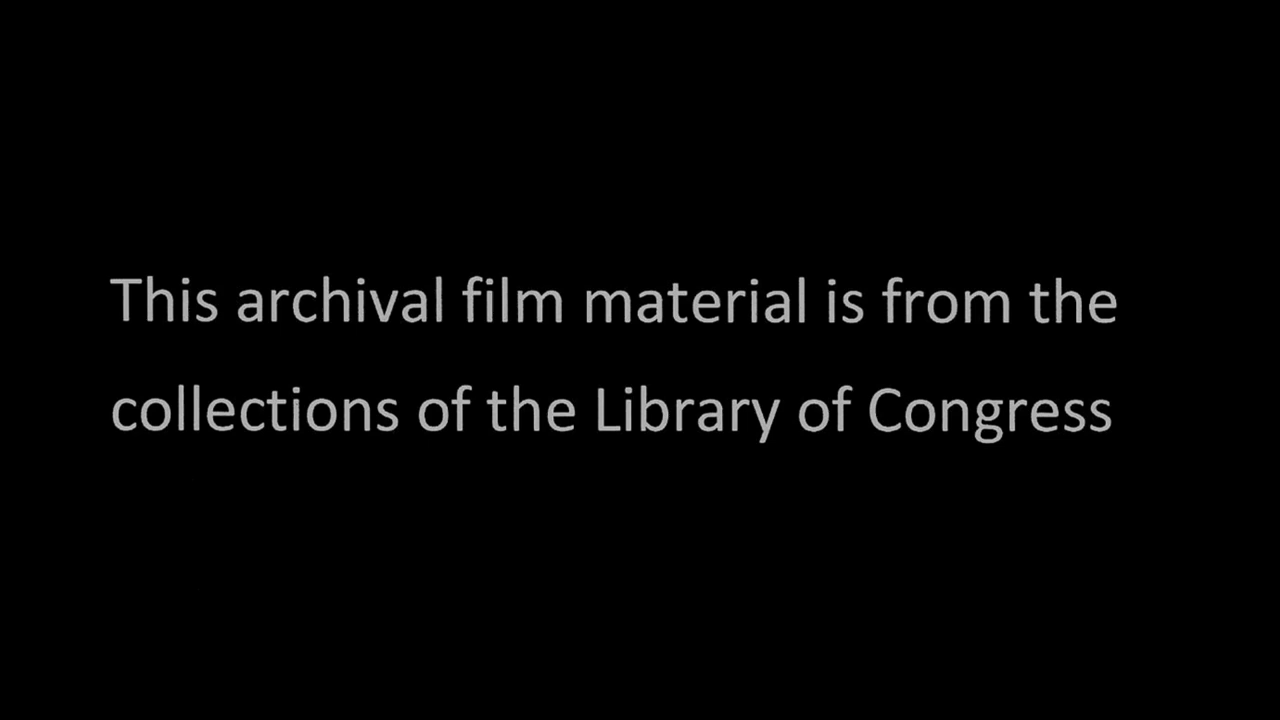 This archival film material is from the
collections of the Library of Congress